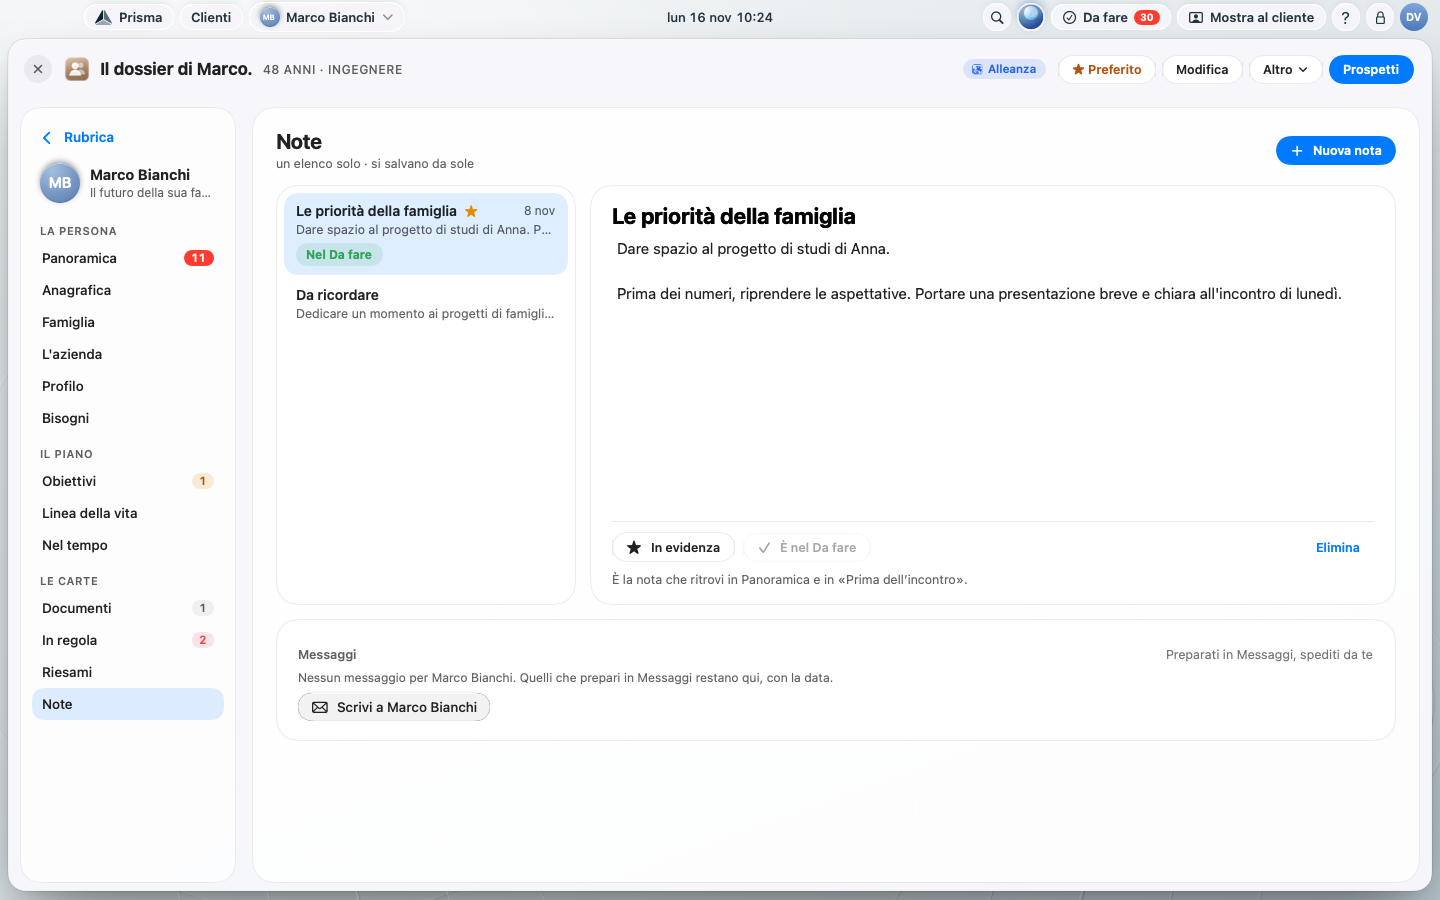 Prisma
Clienti
MB Marco Bianchi
lun 16 nov 10:24
Da fare 30
Mostra al cliente
?
DV
Il dossier di Marco. 48 ANNI · INGEGNERE
Alleanza
Preferito
Modifica
Altro
Prospetti
Rubrica
MB
Marco Bianchi
Il futuro della sua fa...
LA PERSONA
Panoramica 11
Anagrafica
Famiglia
L'azienda
Profilo
Bisogni
IL PIANO
Obiettivi 1
Linea della vita
Nel tempo
LE CARTE
Documenti 1
In regola 2
Riesami
Note
Note
un elenco solo · si salvano da sole
Nuova nota
Le priorità della famiglia 8 nov
Dare spazio al progetto di studi di Anna. P...
Nel Da fare
Da ricordare
Dedicare un momento ai progetti di famigli...
Le priorità della famiglia
Dare spazio al progetto di studi di Anna.
Prima dei numeri, riprendere le aspettative. Portare una presentazione breve e chiara all'incontro di lunedì.
In evidenza
È nel Da fare
Elimina
È la nota che ritrovi in Panoramica e in «Prima dell'incontro».
Messaggi
Preparati in Messaggi, spediti da te
Nessun messaggio per Marco Bianchi. Quelli che prepari in Messaggi restano qui, con la data.
Scrivi a Marco Bianchi